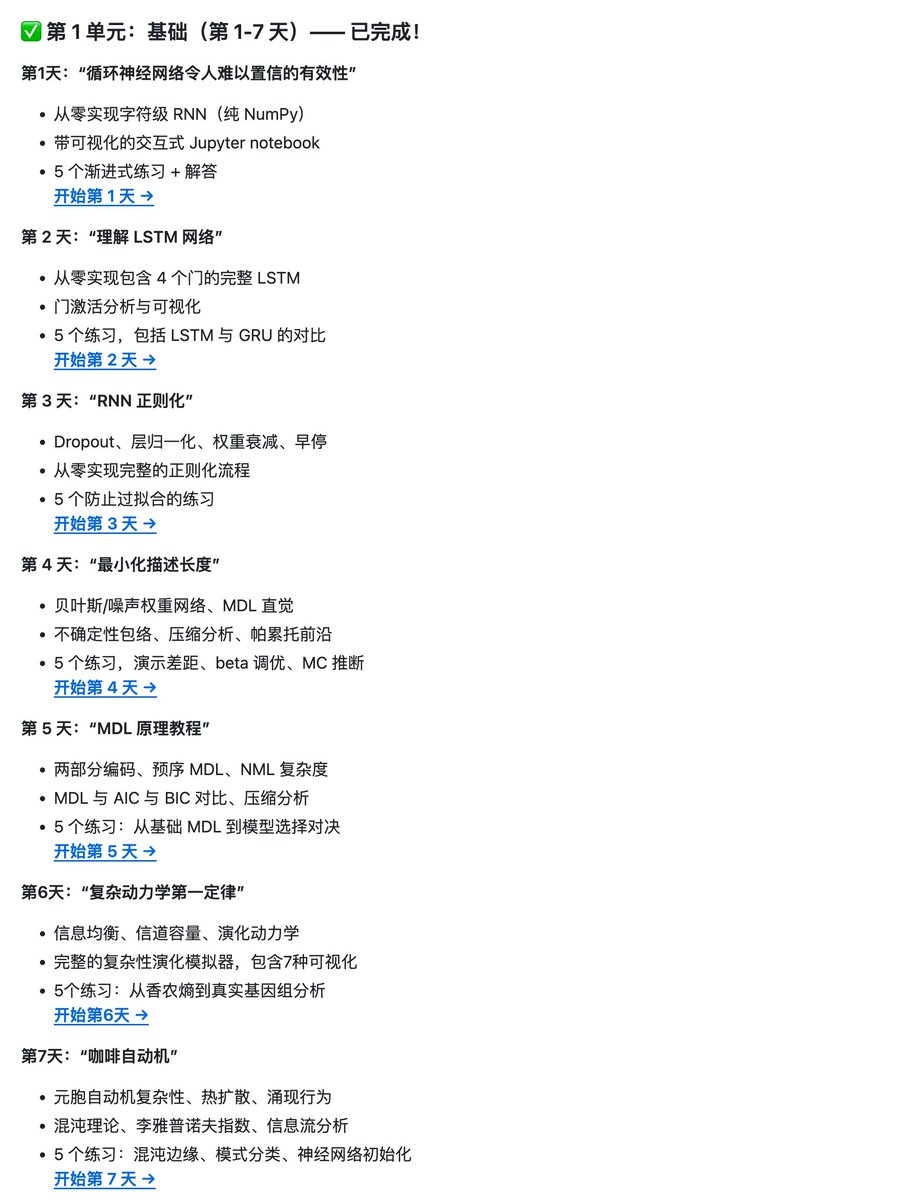 ✅ 第 1 单元：基础（第 1-7 天）—— 已完成！
第1天：“循环神经网络令人难以置信的有效性”
• 从零实现字符级 RNN（纯 NumPy）
• 带可视化的交互式 Jupyter notebook
• 5 个渐进式练习 + 解答
开始第 1 天 →
第 2 天：“理解 LSTM 网络”
• 从零实现包含 4 个门的完整 LSTM
• 门激活分析与可视化
• 5 个练习，包括 LSTM 与 GRU 的对比
开始第 2 天 →
第 3 天：“RNN 正则化”
• Dropout、层归一化、权重衰减、早停
• 从零实现完整的正则化流程
• 5 个防止过拟合的练习
开始第 3 天 →
第 4 天：“最小化描述长度”
• 贝叶斯/噪声权重网络、MDL 直觉
• 不确定性包络、压缩分析、帕累托前沿
• 5 个练习，演示差距、beta 调优、MC 推断
开始第 4 天 →
第 5 天：“MDL 原理教程”
• 两部分编码、预序 MDL、NML 复杂度
• MDL 与 AIC 与 BIC 对比、压缩分析
• 5 个练习：从基础 MDL 到模型选择对决
开始第 5 天 →
第6天：“复杂动力学第一定律”
• 信息均衡、信道容量、演化动力学
• 完整的复杂性演化模拟器，包含7种可视化
• 5个练习：从香农熵到真实基因组分析
开始第6天 →
第7天：“咖啡自动机”
• 元胞自动机复杂性、热扩散、涌现行为
• 混沌理论、李雅普诺夫指数、信息流分析
• 5 个练习：混沌边缘、模式分类、神经网络初始化
开始第 7 天 →